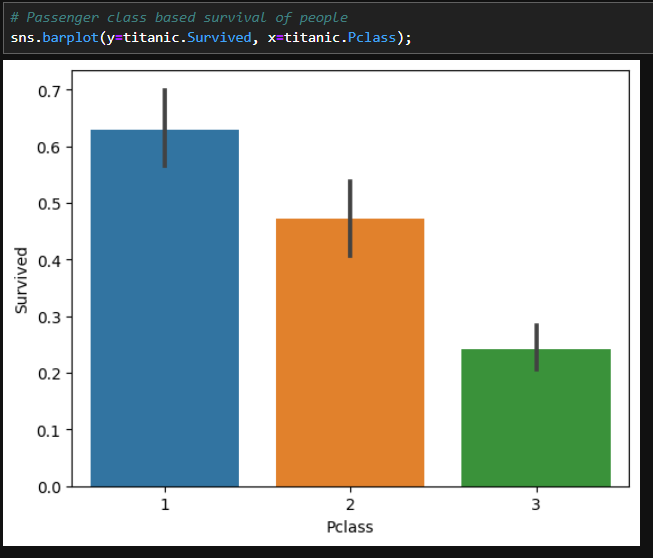 # Passenger class based survival of people
sns.barplot(y=titanic.Survived, x=titanic.Pclass);
0.7
0.6
0.5
0.4
0.3
0.2
0.1
0.0
Survived
1 2 3
Pclass